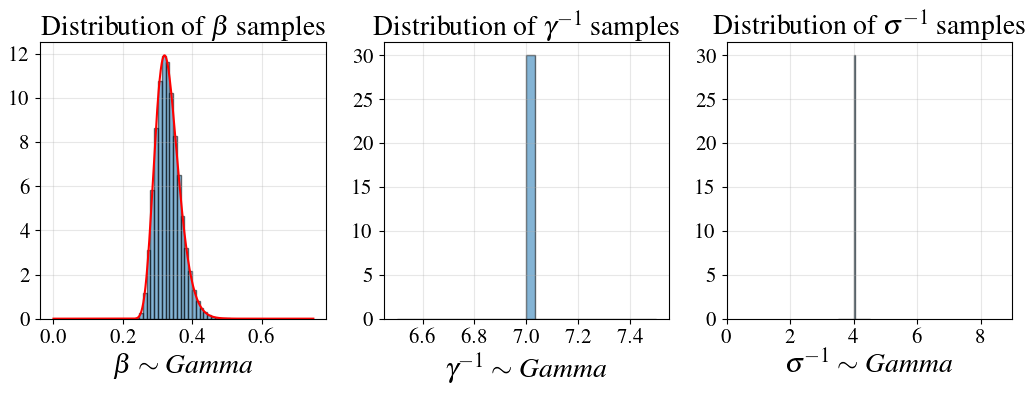 Distribution of β samples
12
10
8
6
4
2
0
0.0 0.2 0.4 0.6
β ~ Gamma
Distribution of γ⁻¹ samples
30
25
20
15
10
5
0
6.6 6.8 7.0 7.2 7.4
γ⁻¹ ~ Gamma
Distribution of σ⁻¹ samples
30
25
20
15
10
5
0
0 2 4 6 8
σ⁻¹ ~ Gamma